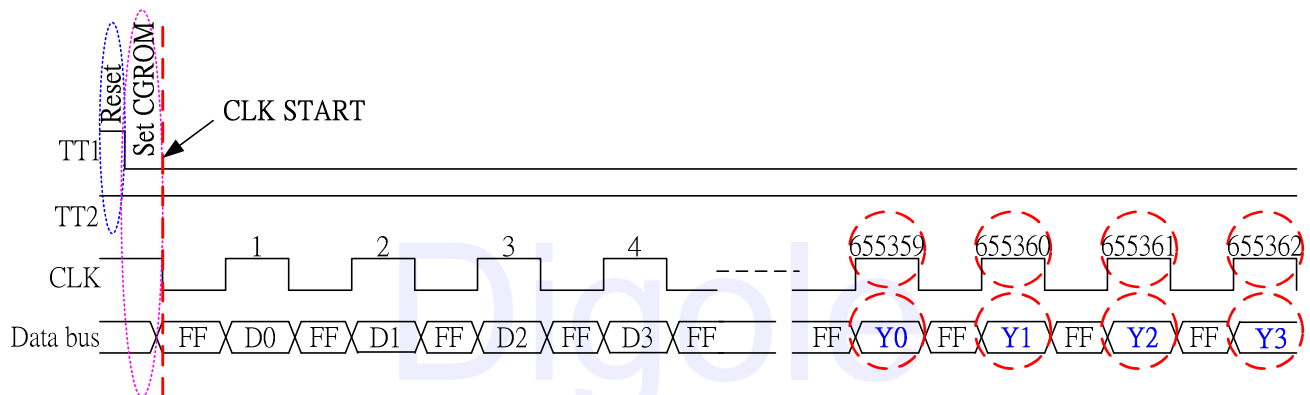 Reset
Set CGROM
CLK START
TT1
TT2
CLK
1 2 3 4 655359 655360 655361 655362
Data bus
FF D0 FF D1 FF D2 FF D3 FF FF Y0 FF Y1 FF Y2 FF Y3
Digole